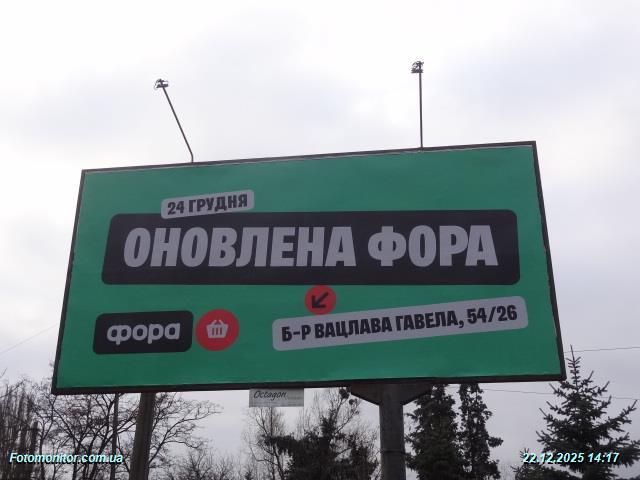 24 ГРУДНЯ
ОНОВЛЕНА ФОРА
фора
Б-Р ВАЦЛАВА ГАВЕЛА, 54/26
Octagon
Fotomonitor.com.ua
22.12.2025 14:17